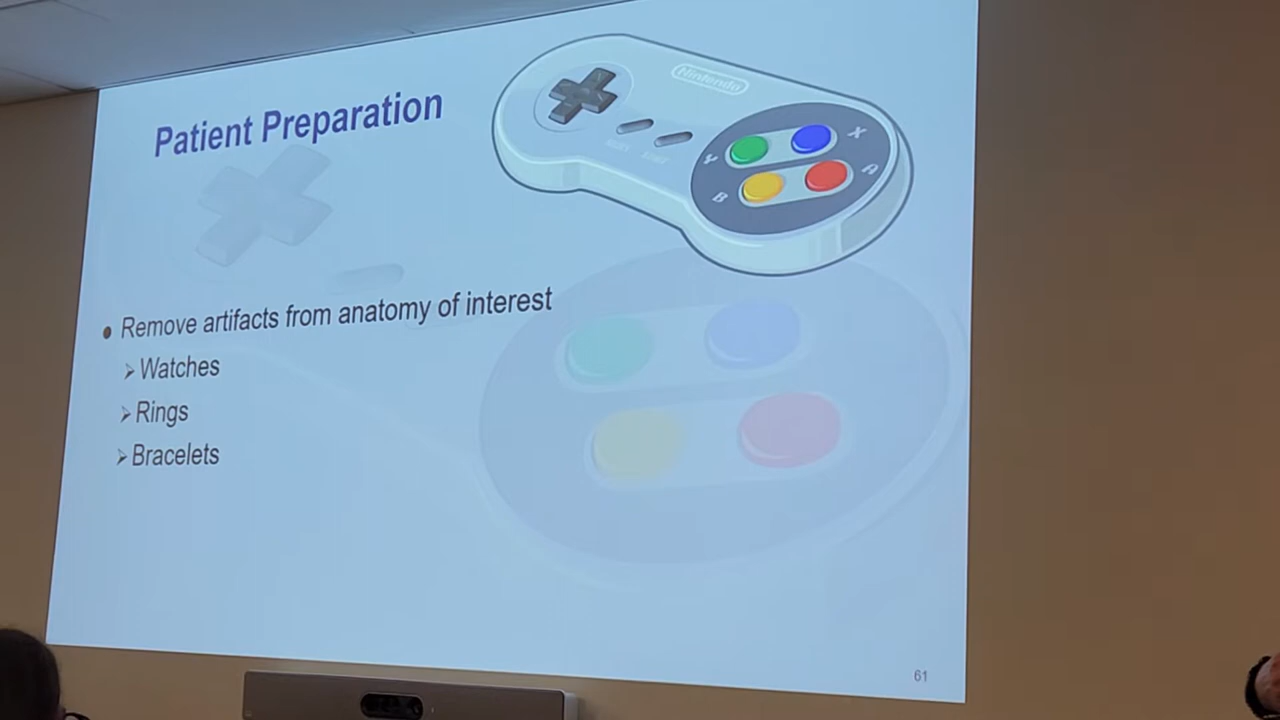 Patient Preparation
Nintendo
X
Y
A
B
• Remove artifacts from anatomy of interest
➢ Watches
➢ Rings
➢ Bracelets
61